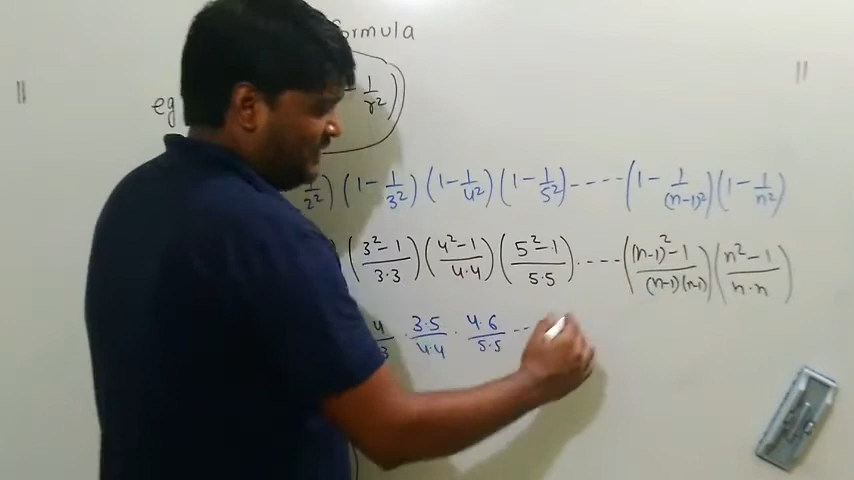 ormula
eg - 1/r²)
1/2²) (1 - 1/3²) (1 - 1/4²) (1 - 1/5²) ---- (1 - 1/(n-1)²) (1 - 1/n²)
) (3²-1 / 3·3) (4²-1 / 4·4) (5²-1 / 5·5) ---- ((n-1)²-1 / (n-1)(n-1)) (n²-1 / n·n)
4/3 · 3·5/4·4 · 4·6/5·5 --